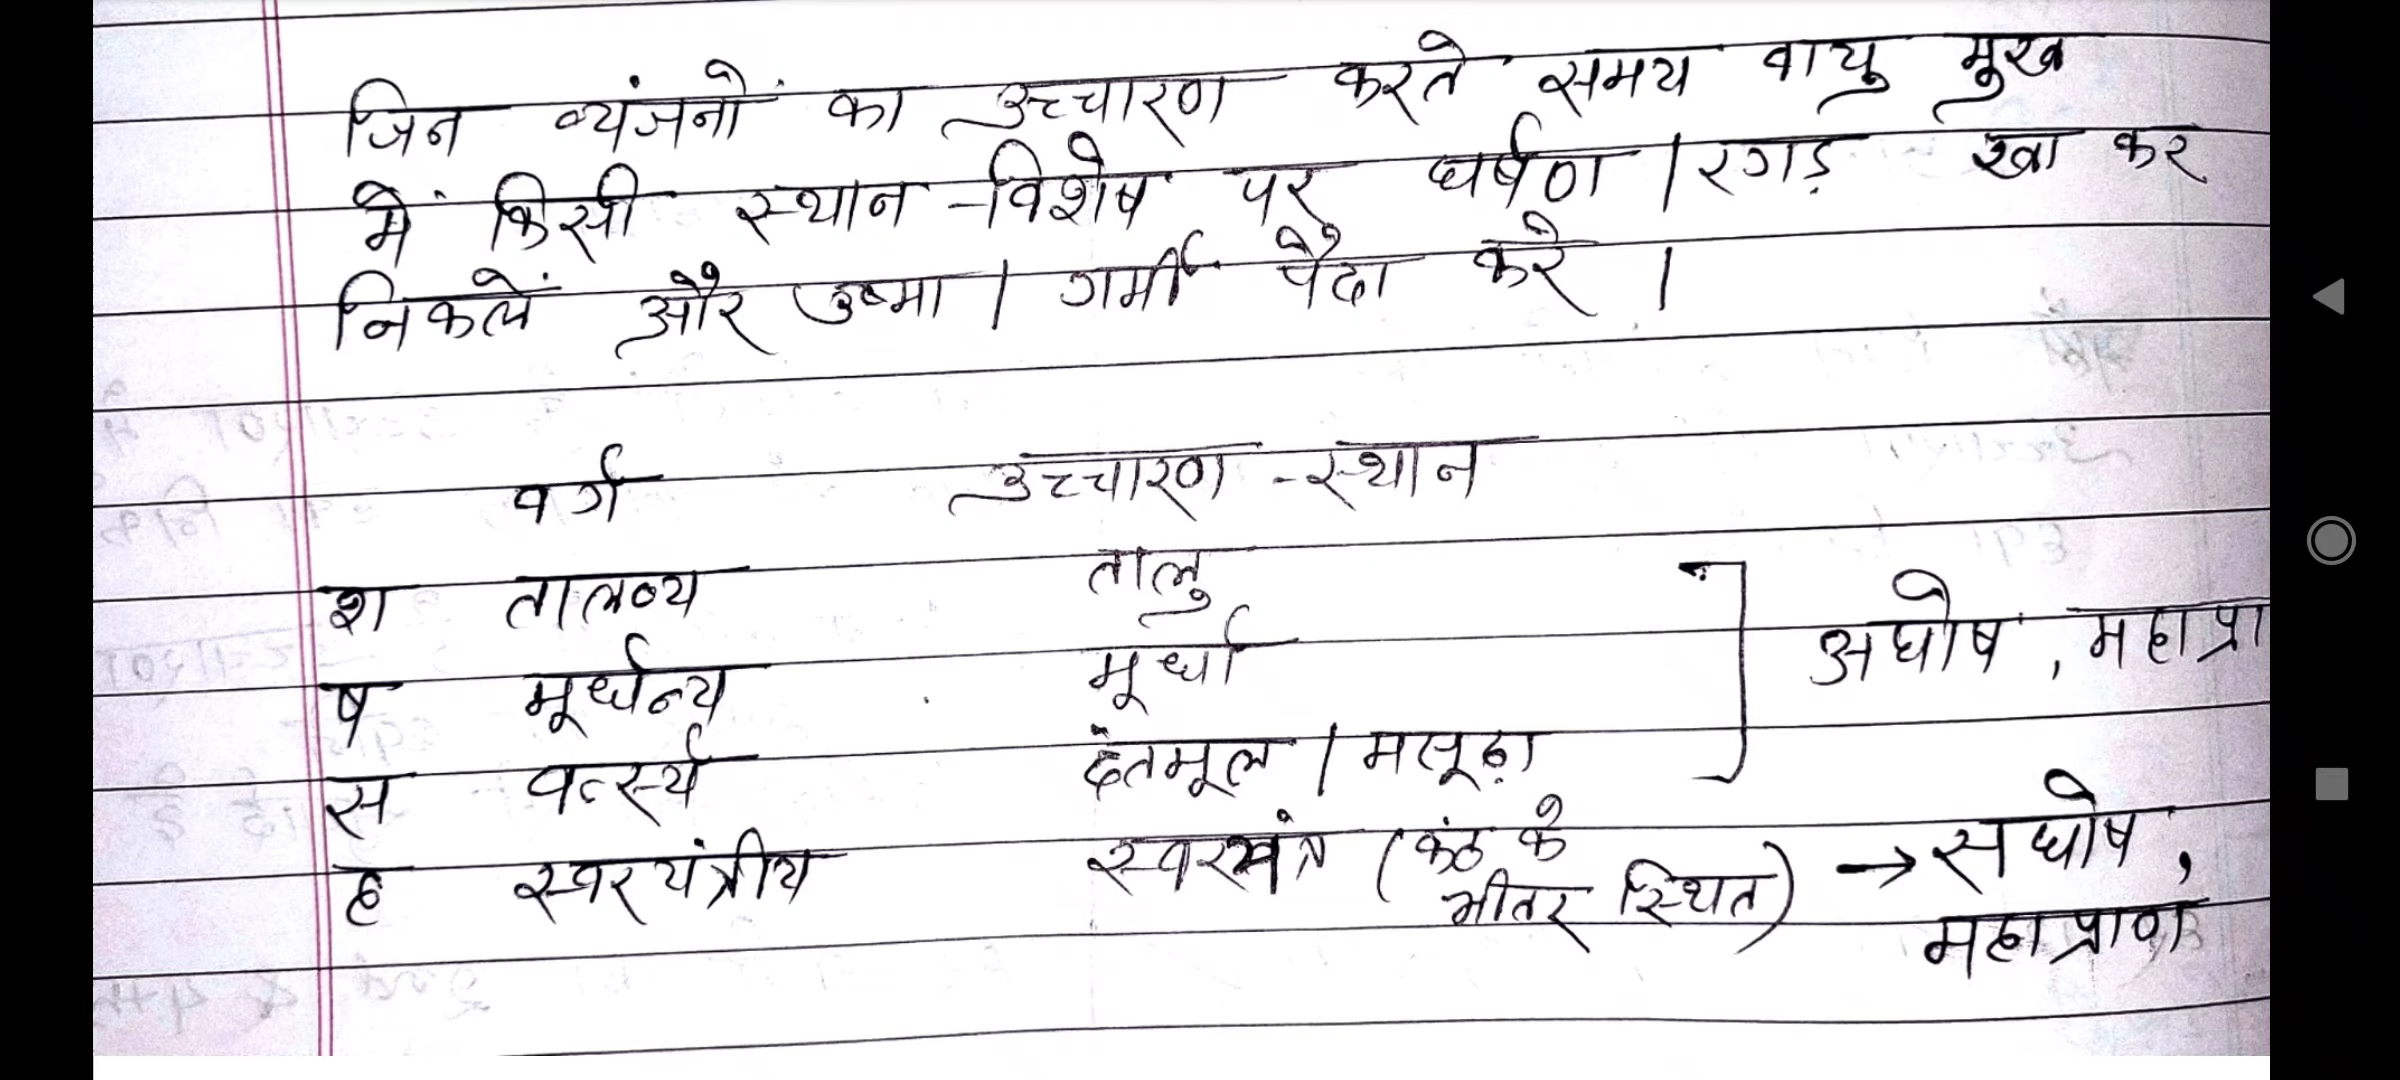 जिन व्यंजनों का उच्चारण करते समय वायु मुख
में किसी स्थान-विशेष पर घर्षण / रगड़ खा कर
निकलें और उष्मा / गर्मी पैदा करे ।
वर्ग उच्चारण-स्थान
श तालव्य तालु
ष मूर्धन्य मूर्धा अघोष, महाप्रा
स वर्त्स्य दंतमूल / मसूढ़ा
ह स्वरयंत्रीय स्वरयंत्र (कंठ के → सघोष,
भीतर स्थित) महाप्राण